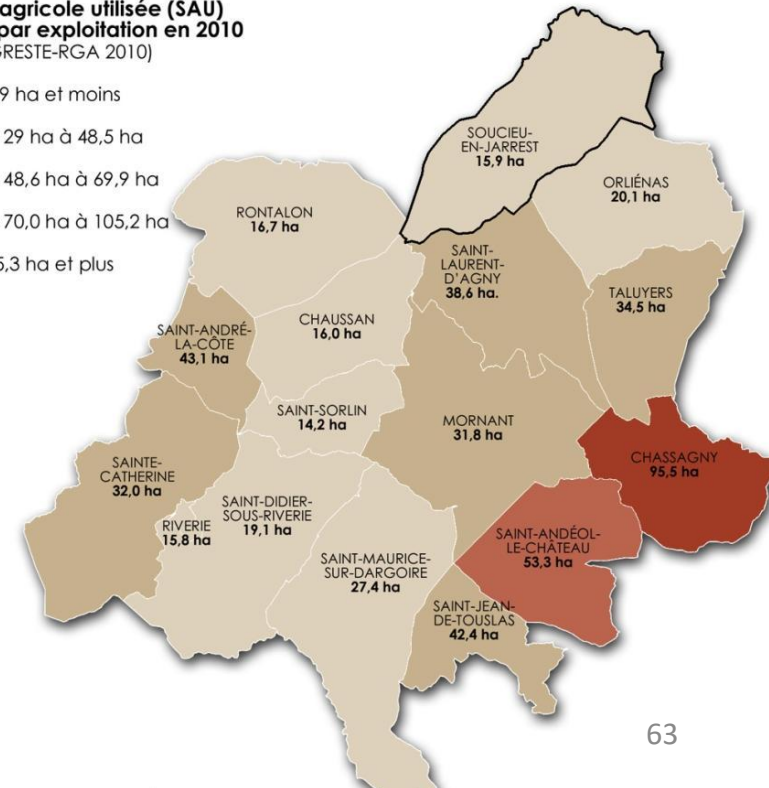 agricole utilisée (SAU)
par exploitation en 2010
GRESTE-RGA 2010)
9 ha et moins
29 ha à 48,5 ha
48,6 ha à 69,9 ha
70,0 ha à 105,2 ha
5,3 ha et plus
SOUCIEU-
EN-JARREST
15,9 ha
ORLIÉNAS
20,1 ha
RONTALON
16,7 ha
SAINT-
LAURENT-
D'AGNY
38,6 ha.
TALUYERS
34,5 ha
CHAUSSAN
16,0 ha
SAINT-ANDRÉ-
LA-CÔTE
43,1 ha
SAINT-SORLIN
14,2 ha
MORNANT
31,8 ha
CHASSAGNY
95,5 ha
SAINTE-
CATHERINE
32,0 ha
SAINT-DIDIER-
SOUS-RIVERIE
19,1 ha
RIVERIE
15,8 ha
SAINT-ANDÉOL-
LE-CHÂTEAU
53,3 ha
SAINT-MAURICE-
SUR-DARGOIRE
27,4 ha
SAINT-JEAN-
DE-TOUSLAS
42,4 ha
63